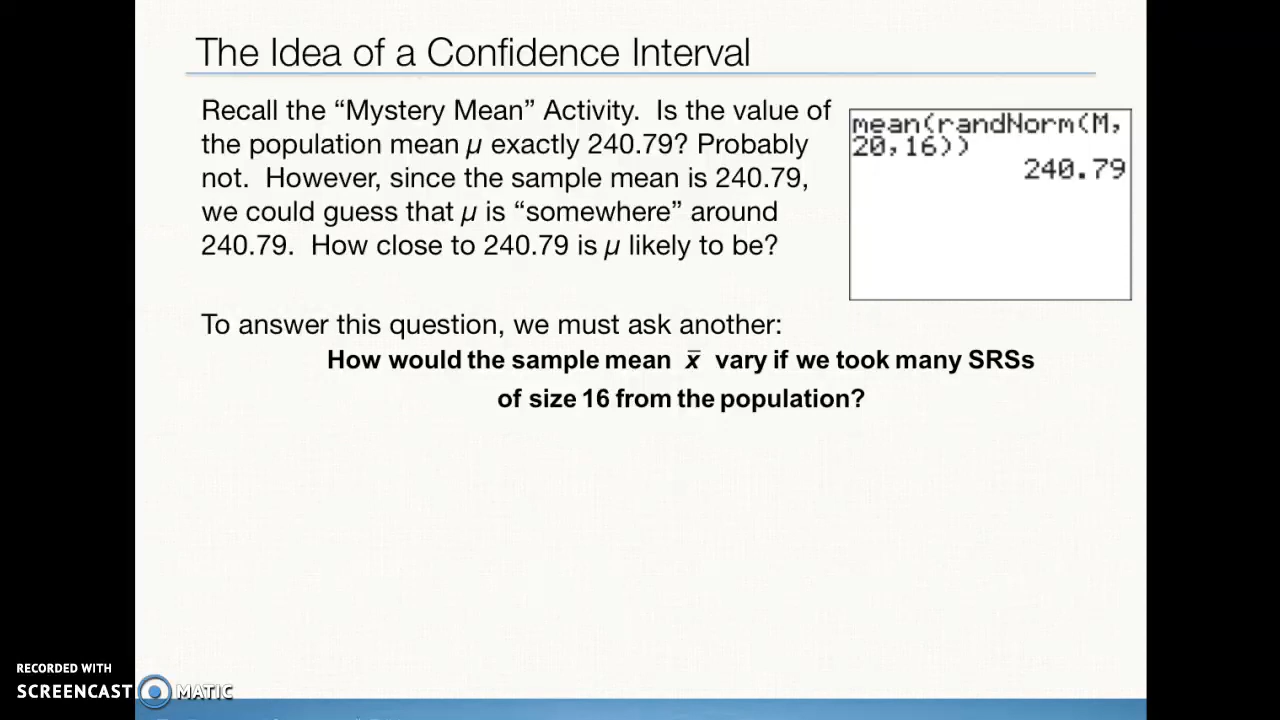 The Idea of a Confidence Interval
Recall the “Mystery Mean” Activity. Is the value of
the population mean µ exactly 240.79? Probably
not. However, since the sample mean is 240.79,
we could guess that µ is “somewhere” around
240.79. How close to 240.79 is µ likely to be?
mean(randNorm(M,
20,16))
240.79
To answer this question, we must ask another:
How would the sample mean x̄ vary if we took many SRSs
of size 16 from the population?
RECORDED WITH
SCREENCAST MATIC